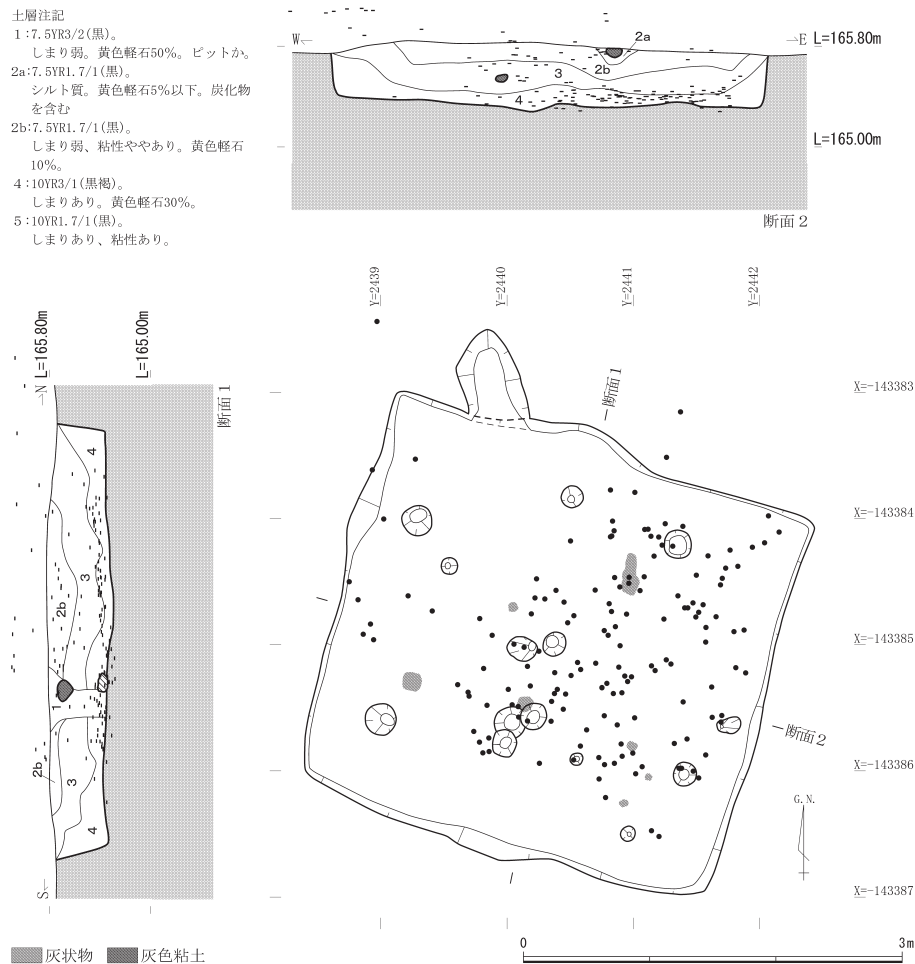 土層注記
1:7.5YR3/2(黒)。
しまり弱。黄色軽石50%。ピットか。
2a:7.5YR1.7/1(黒)。
シルト質。黄色軽石5%以下。炭化物
を含む
2b:7.5YR1.7/1(黒)。
しまり弱、粘性ややあり。黄色軽石
10%。
4:10YR3/1(黒褐)。
しまりあり。黄色軽石30%。
5:10YR1.7/1(黒)。
しまりあり、粘性あり。
W
E
L=165.80m
2a
2b
3
4
L=165.00m
断面2
L=165.80m
L=165.00m
N
断面1
4
3
2b
1
2b
3
4
S
Y=2439
Y=2440
Y=2441
Y=2442
断面1
X=-143383
X=-143384
X=-143385
断面2
X=-143386
G.N.
X=-143387
灰状物
灰色粘土
0
3m